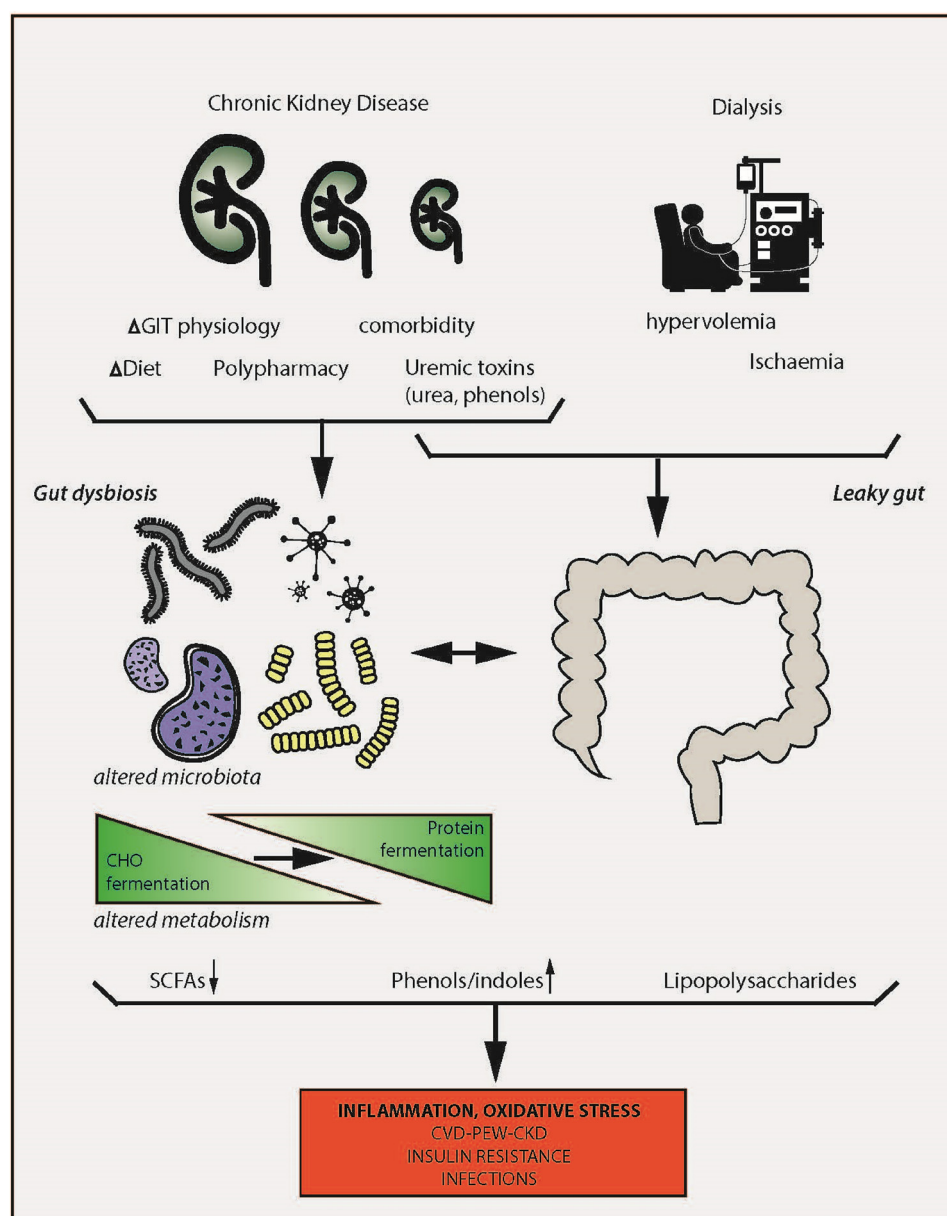 Chronic Kidney Disease
Dialysis
ΔGIT physiology
comorbidity
hypervolemia
ΔDiet
Polypharmacy
Uremic toxins
(urea, phenols)
Ischaemia
Gut dysbiosis
Leaky gut
altered microbiota
CHO
fermentation
Protein
fermentation
altered metabolism
SCFAs↓
Phenols/indoles↑
Lipopolysaccharides
INFLAMMATION, OXIDATIVE STRESS
CVD-PEW-CKD
INSULIN RESISTANCE
INFECTIONS